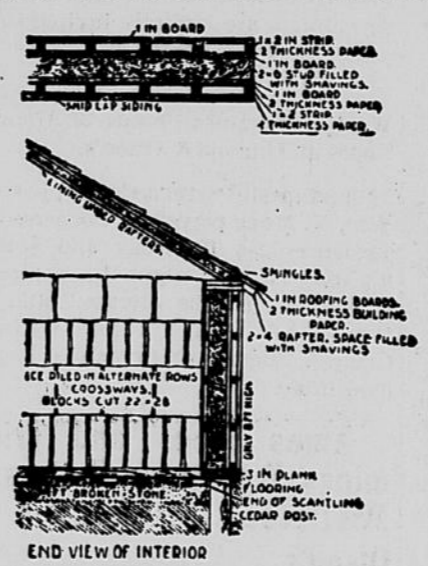 1 IN BOARD
1=2 IN STRIP.
2 THICKNESS PAPER
1 IN BOARD.
2=6 STUD FILLED
WITH SHAVINGS.
1 IN BOARD
2 THICKNESS PAPER
1=2 STRIP.
2 THICKNESS PAPER.
SHIP LAP SIDING
LINING UNDER RAFTERS.
SHINGLES.
1 IN ROOFING BOARDS.
2 THICKNESS BUILDING
PAPER.
2=4 RAFTER, SPACE FILLED
WITH SHAVINGS
ICE PILED IN ALTERNATE ROWS
CROSSWAYS.
BLOCKS CUT 22=28
ONLY 8 FT HIGH
3 IN PLANK
FLOORING
END OF SCANTLING
CEDAR POST.
FT BROKEN STONE.
END VIEW OF INTERIOR